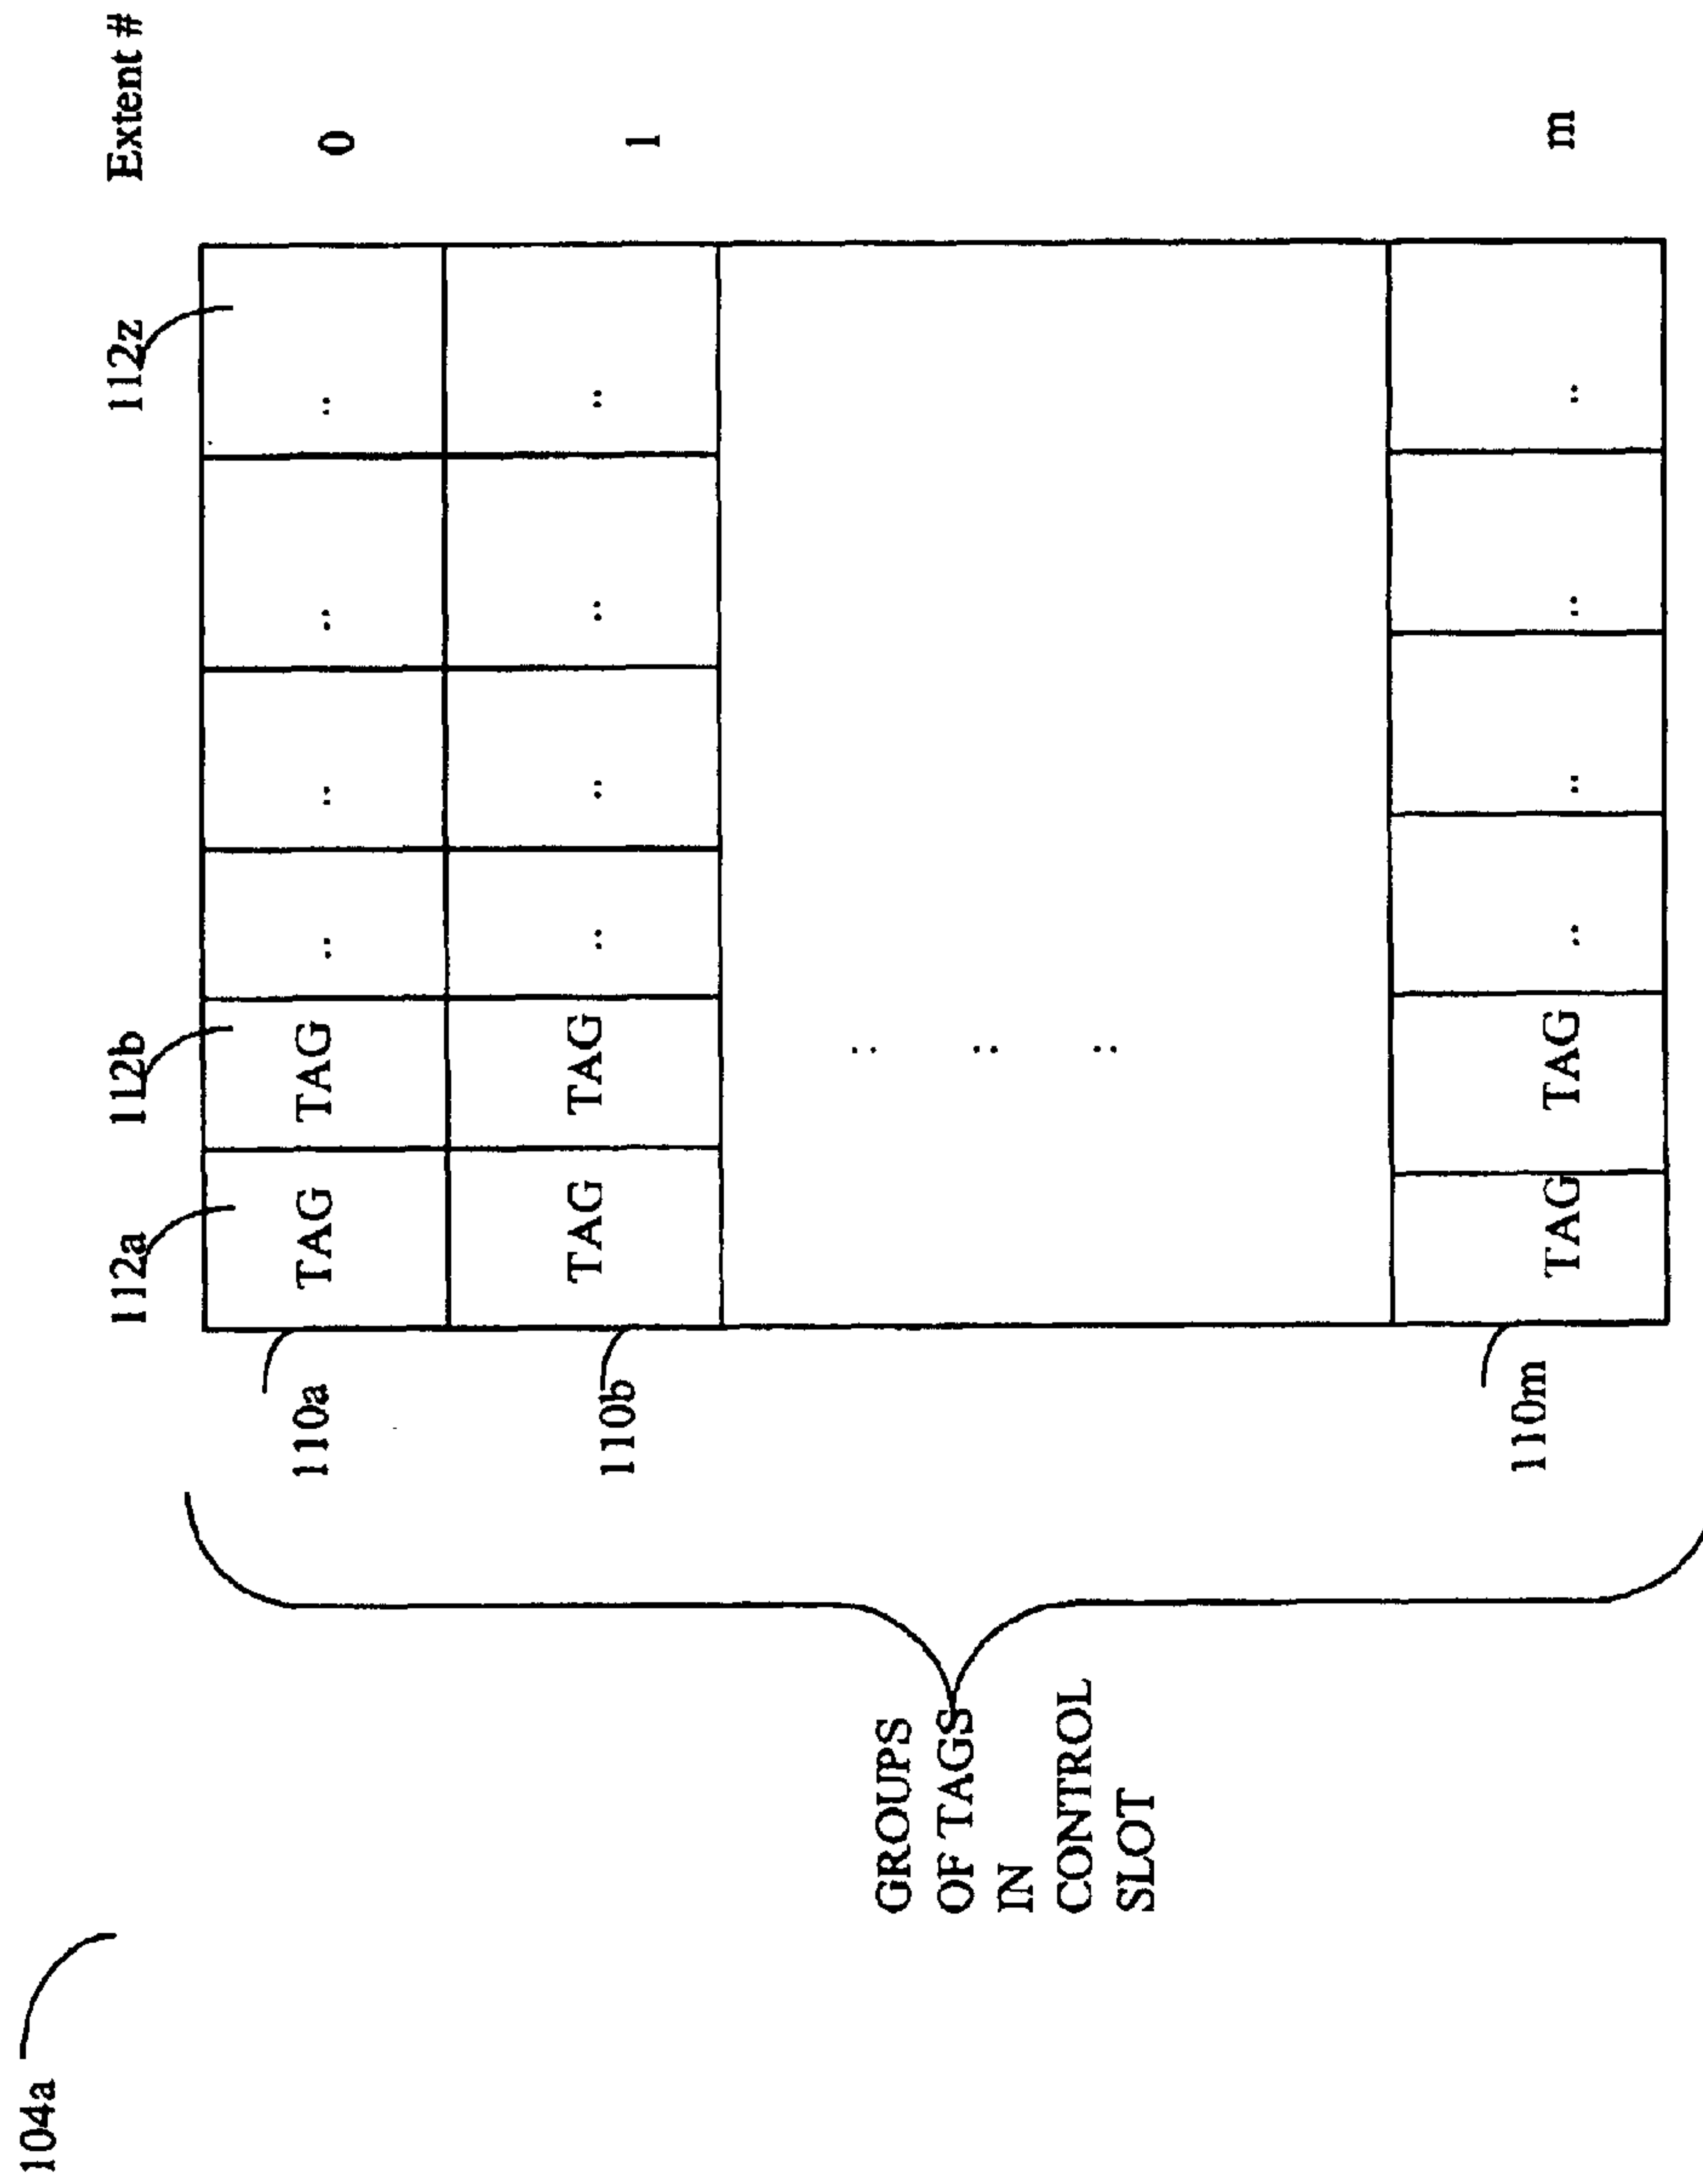 104a
112a 112b 112z Extent #
110a TAG TAG .. .. .. .. 0
110b TAG TAG .. .. .. .. 1
GROUPS
OF TAGS
IN
CONTROL
SLOT
..
..
..
110m TAG TAG .. .. .. .. m